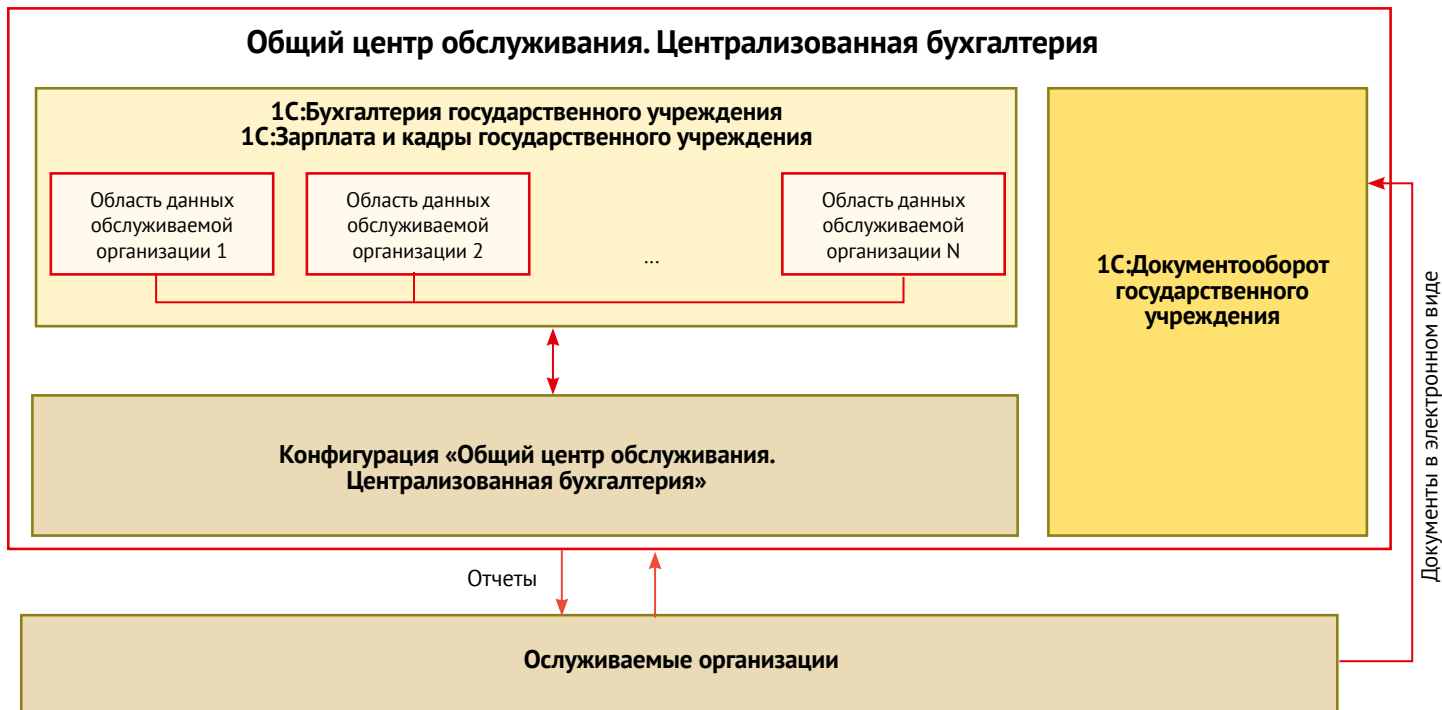 Общий центр обслуживания. Централизованная бухгалтерия
1С:Бухгалтерия государственного учреждения
1С:Зарплата и кадры государственного учреждения
Область данных
обслуживаемой
организации 1
Область данных
обслуживаемой
организации 2
...
Область данных
обслуживаемой
организации N
1С:Документооборот
государственного
учреждения
Документы в электронном виде
Конфигурация «Общий центр обслуживания.
Централизованная бухгалтерия»
Отчеты
Ослуживаемые организации